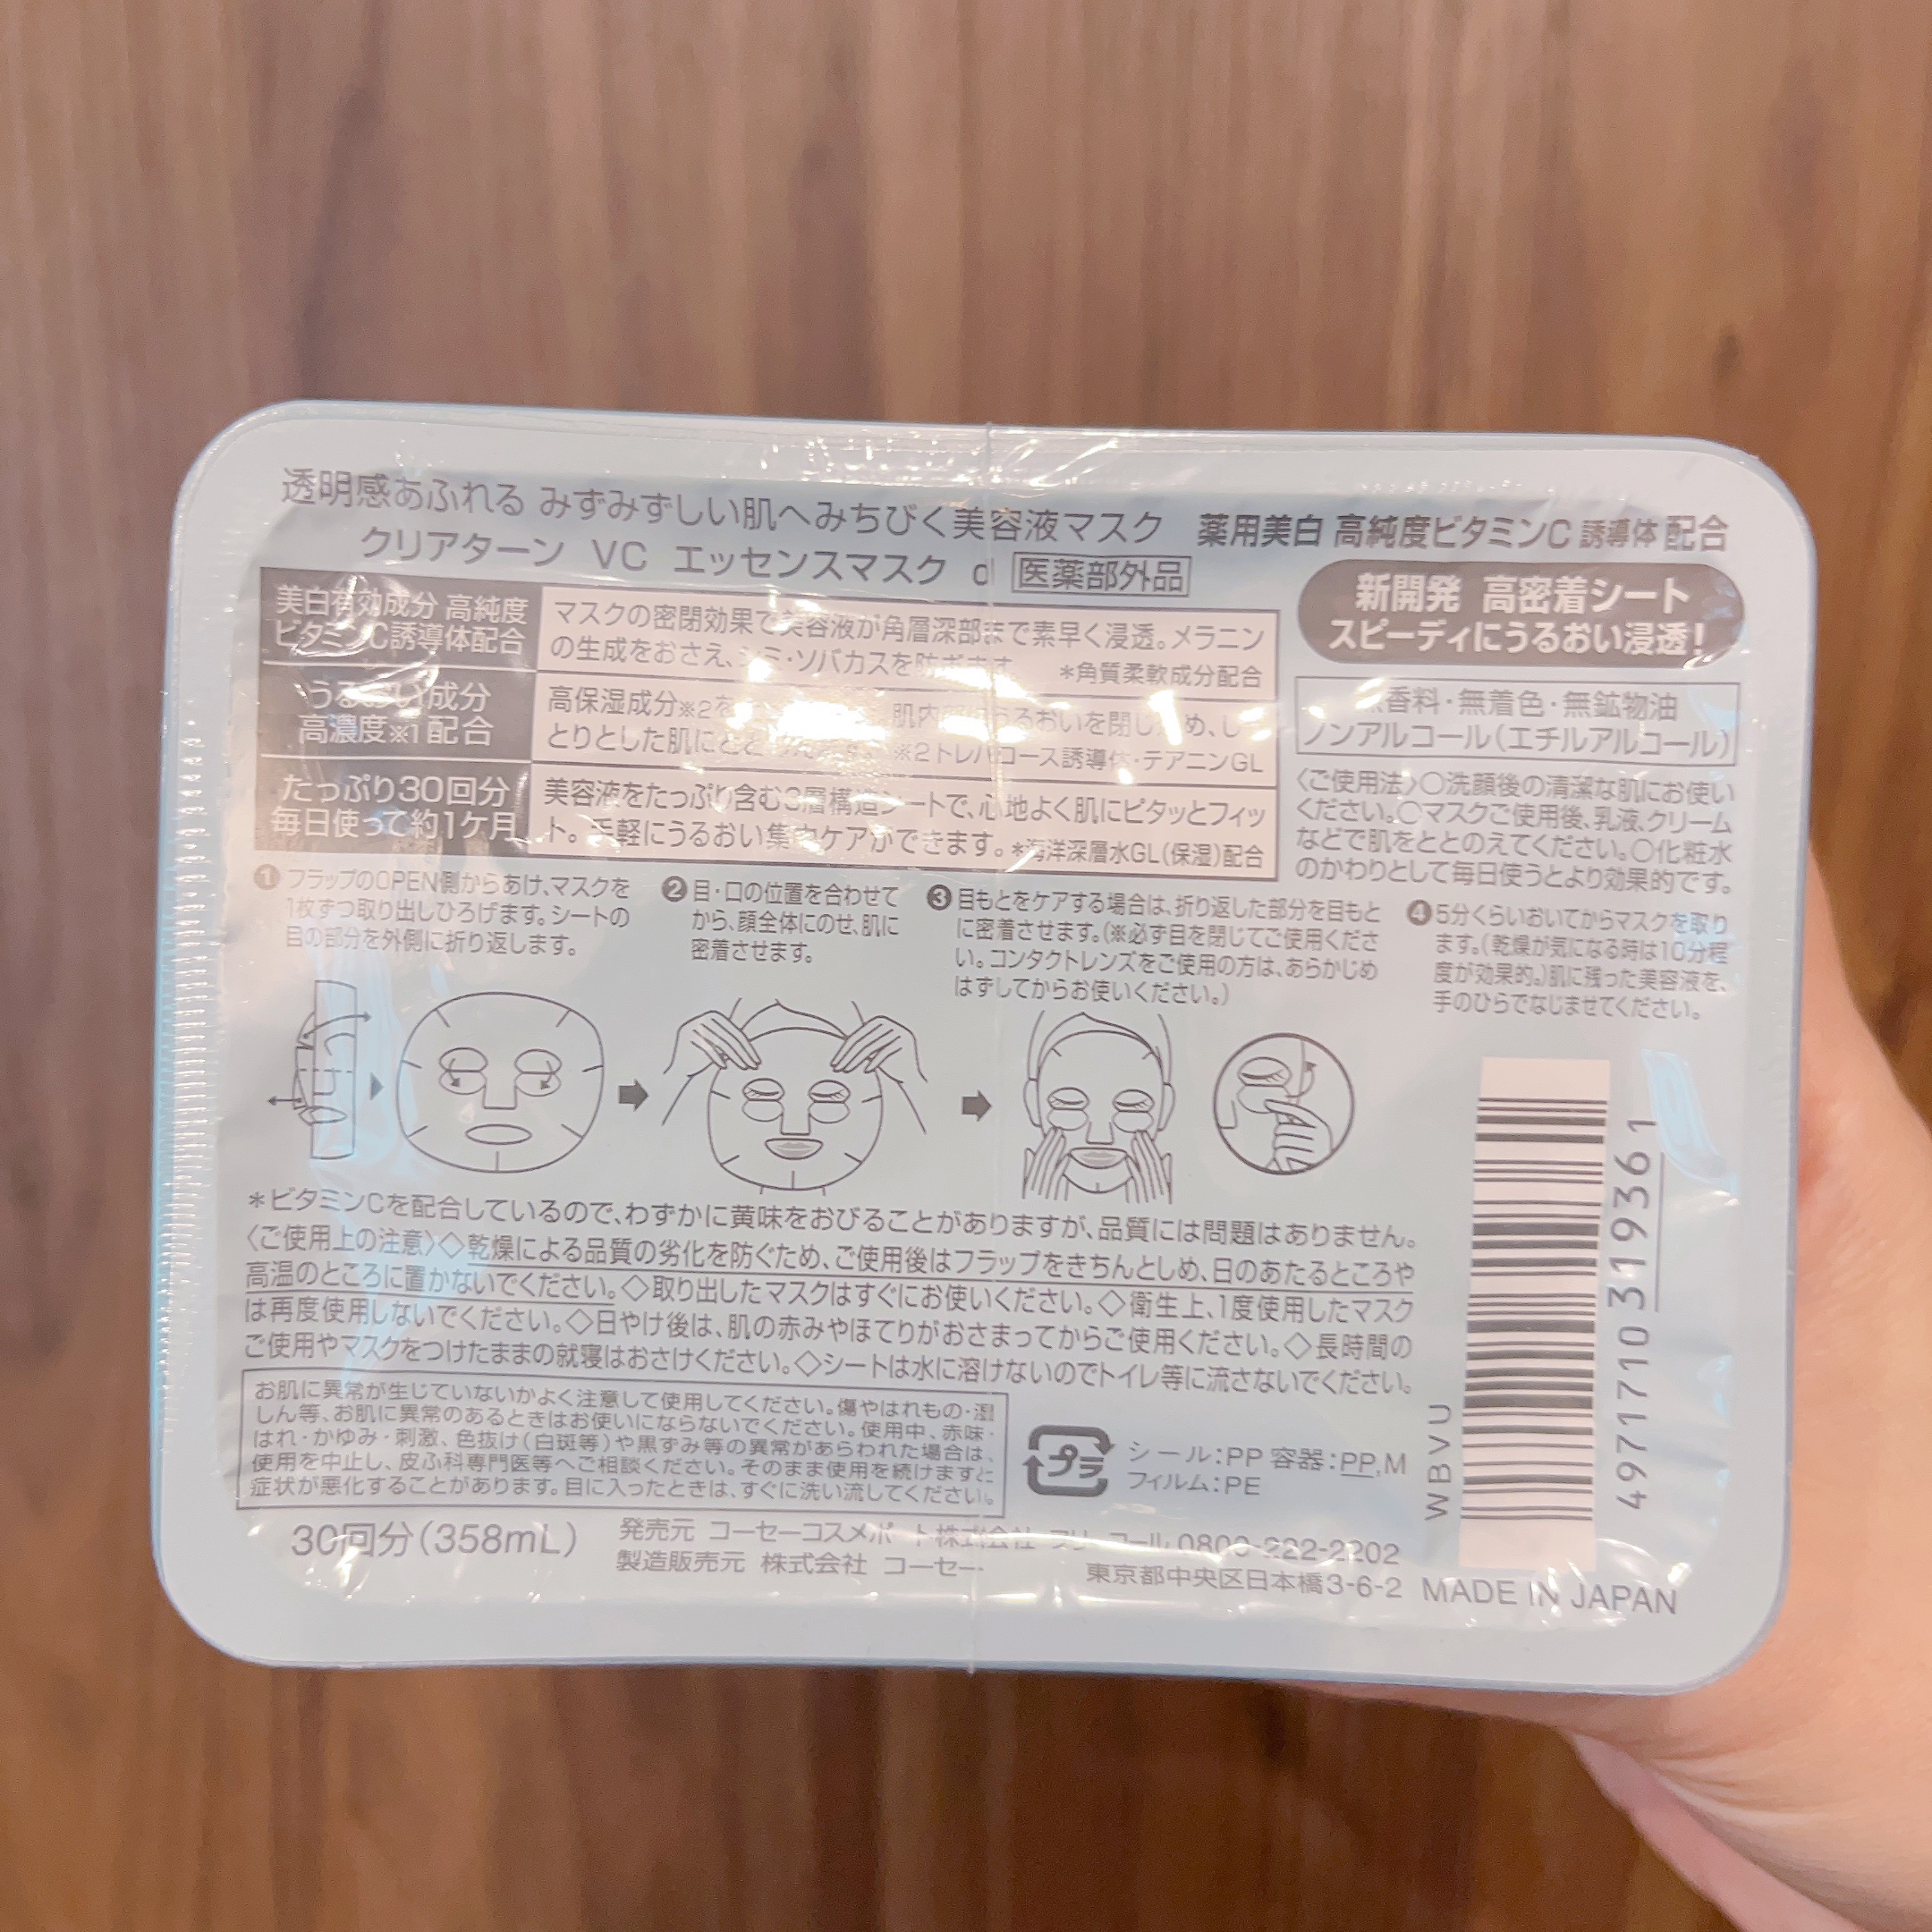 透明感あふれる みずみずしい肌へみちびく美容液マスク 薬用美白 高純度ビタミンC 誘導体 配合
クリアターン VC エッセンスマスク d 医薬部外品
新開発 高密着シート
スピーディにうるおい浸透!
美白有効成分 高純度
ビタミンC誘導体配合
マスクの密閉効果で美容液が角層深部まで素早く浸透。メラニン
の生成をおさえ、シミ・ソバカスを防ぎます。 *角質柔軟成分配合
うるおい成分
高濃度※1配合
高保湿成分※2を 肌内部にうるおいを閉じ込め、しっ
とりとした肌に ※2トレハロース誘導体・テアニンGL
たっぷり30回分
毎日使って約1ケ月
美容液をたっぷり含む3層構造シートで、心地よく肌にピタッとフィッ
ト。手軽にうるおい集中ケアができます。*海洋深層水GL(保湿)配合
無香料・無着色・無鉱物油
ノンアルコール(エチルアルコール)
〈ご使用法〉○洗顔後の清潔な肌にお使い
ください。○マスクご使用後、乳液、クリーム
などで肌をととのえてください。○化粧水
のかわりとして毎日使うとより効果的です。
❶フラップのOPEN側からあけ、マスクを
1枚ずつ取り出しひろげます。シートの
目の部分を外側に折り返します。
❷目・口の位置を合わせて
から、顔全体にのせ、肌に
密着させます。
❸目もとをケアする場合は、折り返した部分を目もと
に密着させます。(※必ず目を閉じてご使用くださ
い。コンタクトレンズをご使用の方は、あらかじめ
はずしてからお使いください。)
❹5分くらいおいてからマスクを取り
ます。(乾燥が気になる時は10分程
度が効果的。)肌に残った美容液を、
手のひらでなじませてください。
*ビタミンCを配合しているので、わずかに黄味をおびることがありますが、品質には問題はありません。
〈ご使用上の注意〉◇乾燥による品質の劣化を防ぐため、ご使用後はフラップをきちんとしめ、日のあたるところや
高温のところに置かないでください。◇取り出したマスクはすぐにお使いください。◇衛生上、1度使用したマスク
は再度使用しないでください。◇日やけ後は、肌の赤みやほてりがおさまってからご使用ください。◇長時間の
ご使用やマスクをつけたままの就寝はおさけください。◇シートは水に溶けないのでトイレ等に流さないでください。
お肌に異常が生じていないかよく注意して使用してください。傷やはれもの・湿
しん等、お肌に異常のあるときはお使いにならないでください。使用中、赤味・
はれ・かゆみ・刺激、色抜け(白斑等)や黒ずみ等の異常があらわれた場合は、
使用を中止し、皮ふ科専門医等へご相談ください。そのまま使用を続けますと
症状が悪化することがあります。目に入ったときは、すぐに洗い流してください。
プラ
シール:PP 容器:PP,M
フィルム:PE
WBVU
4971710319361
30回分(358mL)
発売元 コーセーコスメポート株式会社 フリーコール 0800-222-2202
製造販売元 株式会社 コーセー
東京都中央区日本橋3-6-2 MADE IN JAPAN